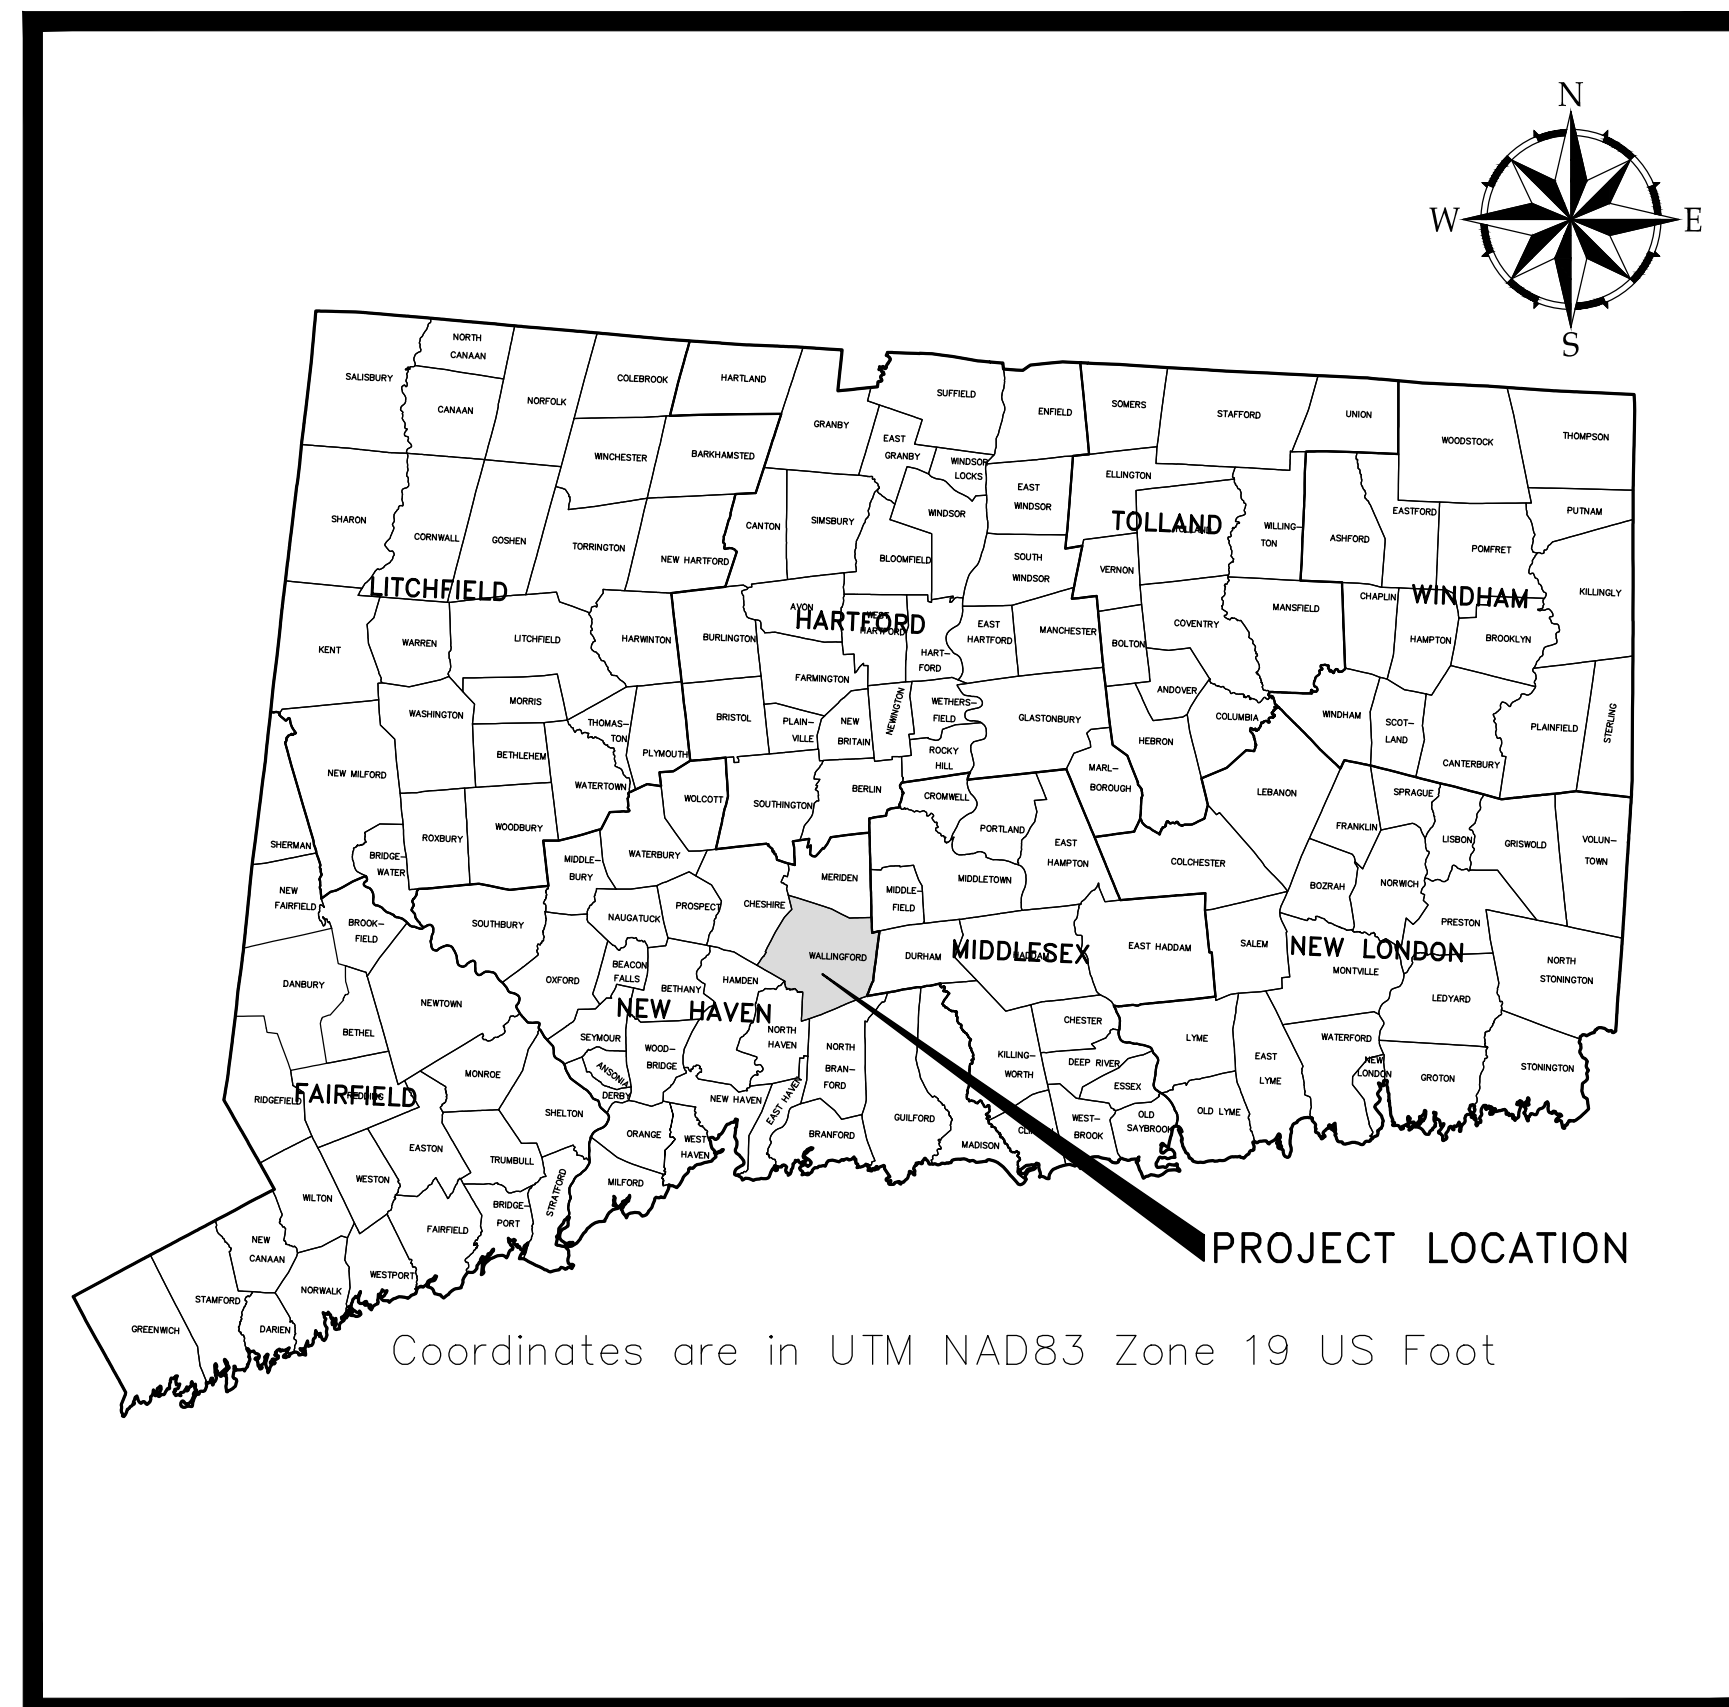 N
W
E
S
NORTH
CANAAN
SALISBURY
COLEBROOK
HARTLAND
CANAAN
NORFOLK
SUFFIELD
ENFIELD
SOMERS
STAFFORD
UNION
GRANBY
EAST
GRANBY
WINDSOR
LOCKS
WOODSTOCK
THOMPSON
WINCHESTER
BARKHAMSTED
ELLINGTON
EAST
WINDSOR
SHARON
CORNWALL
GOSHEN
TORRINGTON
NEW HARTFORD
CANTON
SIMSBURY
WINDSOR
BLOOMFIELD
SOUTH
WINDSOR
TOLLAND
TOLLAND
WILLING-
TON
ASHFORD
EASTFORD
POMFRET
PUTNAM
VERNON
KILLINGLY
LITCHFIELD
HARTFORD
WINDHAM
AVON
WEST
HARTFORD
MANSFIELD
CHAPLIN
KENT
WARREN
LITCHFIELD
HARWINTON
BURLINGTON
HART-
FORD
EAST
HARTFORD
MANCHESTER
BOLTON
COVENTRY
HAMPTON
BROOKLYN
FARMINGTON
ANDOVER
WASHINGTON
MORRIS
THOMAS-
TON
BRISTOL
PLAIN-
VILLE
NEW
BRITAIN
NEWINGTON
WETHERS-
FIELD
GLASTONBURY
COLUMBIA
WINDHAM
SCOT-
LAND
PLAINFIELD
STERLING
HEBRON
ROCKY
HILL
BETHLEHEM
PLYMOUTH
CANTERBURY
NEW MILFORD
WATERTOWN
WOLCOTT
SOUTHINGTON
BERLIN
CROMWELL
MARL-
BOROUGH
LEBANON
SPRAGUE
SHERMAN
ROXBURY
WOODBURY
PORTLAND
FRANKLIN
LISBON
GRISWOLD
VOLUN-
TOWN
BRIDGE-
WATER
MIDDLE-
BURY
WATERBURY
EAST
HAMPTON
COLCHESTER
MERIDEN
MIDDLE-
FIELD
MIDDLETOWN
BOZRAH
NORWICH
NEW
FAIRFIELD
BROOK-
FIELD
SOUTHBURY
NAUGATUCK
PROSPECT
CHESHIRE
PRESTON
WALLINGFORD
DURHAM
MIDDLESEX
HADDAM
EAST HADDAM
SALEM
NEW LONDON
MONTVILLE
NORTH
STONINGTON
DANBURY
NEWTOWN
OXFORD
BEACON
FALLS
BETHANY
HAMDEN
LEDYARD
NEW HAVEN
BETHEL
SEYMOUR
WOOD-
BRIDGE
NORTH
HAVEN
NORTH
BRAN-
FORD
KILLING-
WORTH
CHESTER
DEEP RIVER
ESSEX
LYME
EAST
LYME
WATERFORD
NEW
LONDON
GROTON
STONINGTON
MONROE
ANSONIA
DERBY
FAIRFIELD
REDDING
RIDGEFIELD
SHELTON
NEW HAVEN
EAST HAVEN
GUILFORD
WEST-
BROOK
OLD
SAYBROOK
OLD LYME
ORANGE
WEST
HAVEN
BRANFORD
MADISON
EASTON
TRUMBULL
WESTON
STRATFORD
MILFORD
WILTON
BRIDGE-
PORT
FAIRFIELD
NEW
CANAAN
WESTPORT
PROJECT LOCATION
NORWALK
STAMFORD
GREENWICH
DARIEN
Coordinates are in UTM NAD83 Zone 19 US Foot